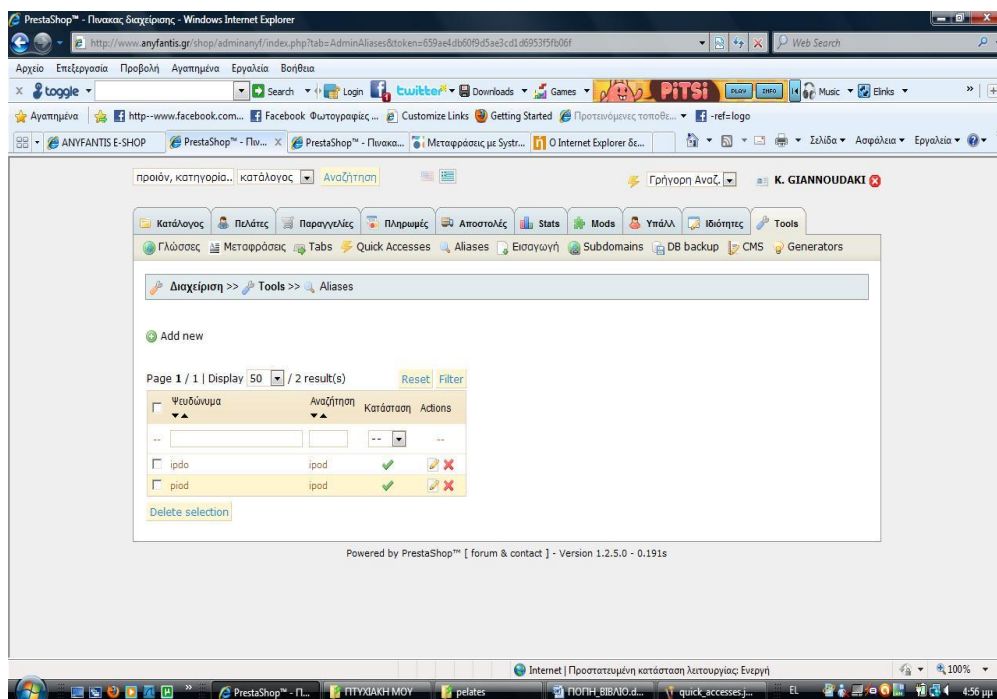 PrestaShop™ - Πινακας διαχείρισης - Windows Internet Explorer
http://www.anyfantis.gr/shop/adminanyf/index.php?tab=AdminAliases&token=659ae4db60f9d5ae3cd1d6953f5fb06f Web Search
Αρχείο Επεξεργασία Προβολή Αγαπημένα Εργαλεία Βοήθεια
toggle Search Login twitter Downloads Games PiTSi PLAY INFO Music Elinks »
Αγαπημένα http--www.facebook.com... Facebook Φωτογραφίες ... Customize Links Getting Started Προτεινόμενες τοποθε... -ref=logo
ANYFANTIS E-SHOP PrestaShop™ - Πιν... X PrestaShop™ - Πινακα... Μεταφράσεις με Systr... Ο Internet Explorer δε... Σελίδα Ασφάλεια Εργαλεία
προιόν, κατηγορία.. κατάλογος Αναζήτηση Γρήγορη Αναζ. K. GIANNOUDAKI
Κατάλογος Πελάτες Παραγγελίες Πληρωμές Αποστολές Stats Mods Υπάλλ Ιδιότητες Tools
Γλώσσες Μεταφράσεις Tabs Quick Accesses Aliases Εισαγωγή Subdomains DB backup CMS Generators
Διαχείριση >> Tools >> Aliases
Add new
Page 1 / 1 | Display 50 / 2 result(s) Reset Filter
Ψευδώνυμα Αναζήτηση Κατάσταση Actions
-- -- --
ipdo ipod
piod ipod
Delete selection
Powered by PrestaShop™ [ forum & contact ] - Version 1.2.5.0 - 0.191s
Internet | Προστατευμένη κατάσταση λειτουργίας: Ενεργή 100%
» PrestaShop™ - Π... ΠΤΥΧΙΑΚΗ ΜΟΥ pelates ΠΟΠΗ_ΒΙΒΛΙΟ.d... quick_accesses.j... EL 4:56 μμ